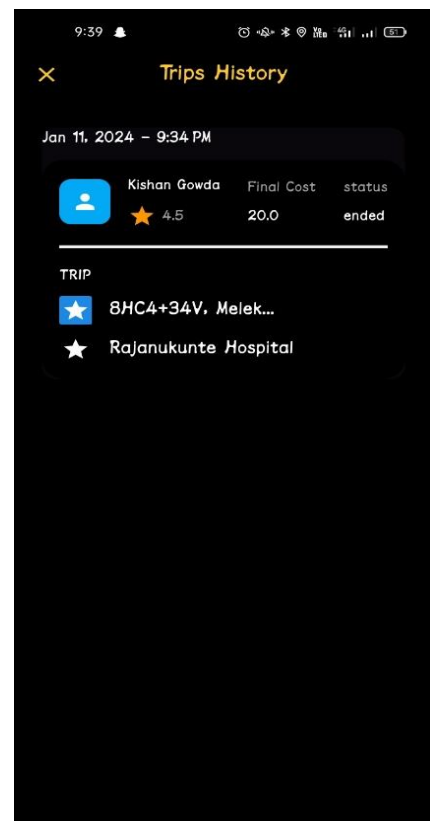 9:39
51
Trips History
Jan 11, 2024 – 9:34 PM
Kishan Gowda Final Cost status
4.5 20.0 ended
TRIP
8HC4+34V, Melek...
Rajanukunte Hospital